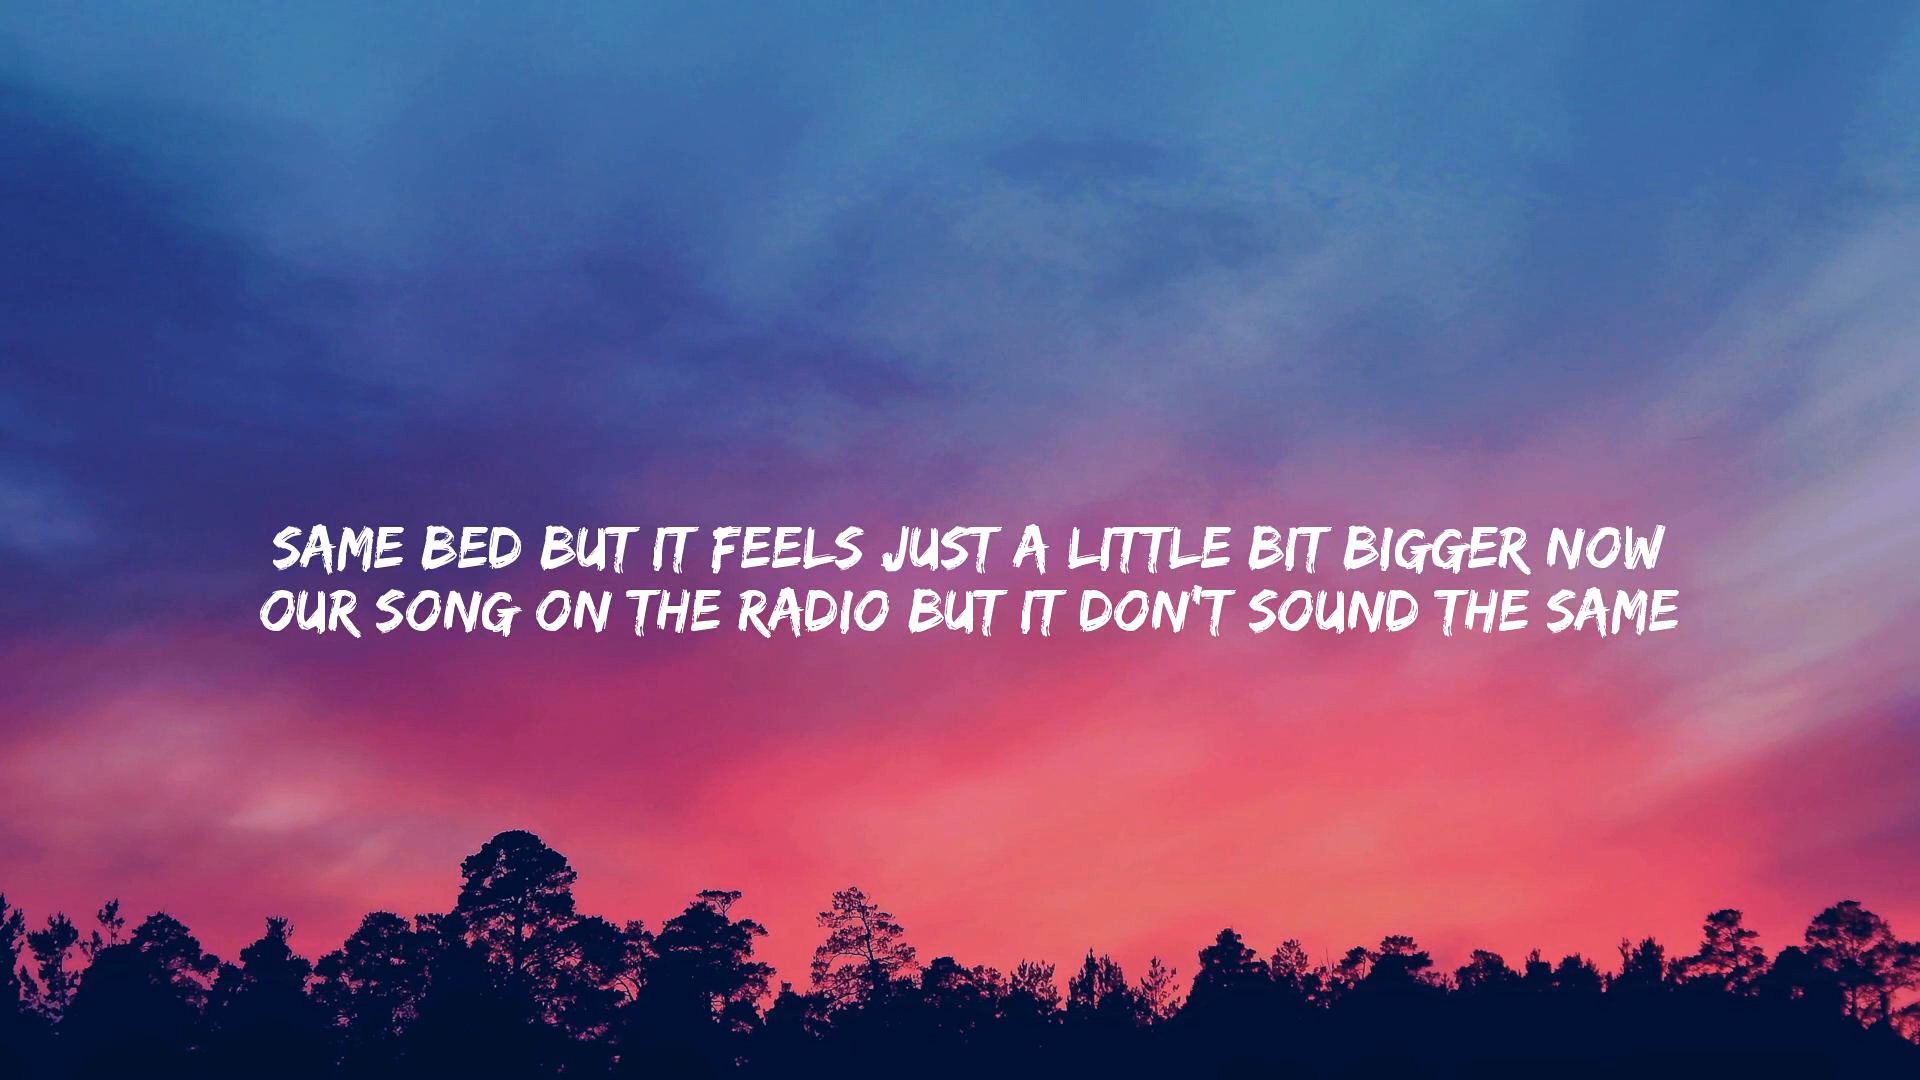 SAME BED BUT IT FEELS JUST A LITTLE BIT BIGGER NOW
OUR SONG ON THE RADIO BUT IT DON'T SOUND THE SAME